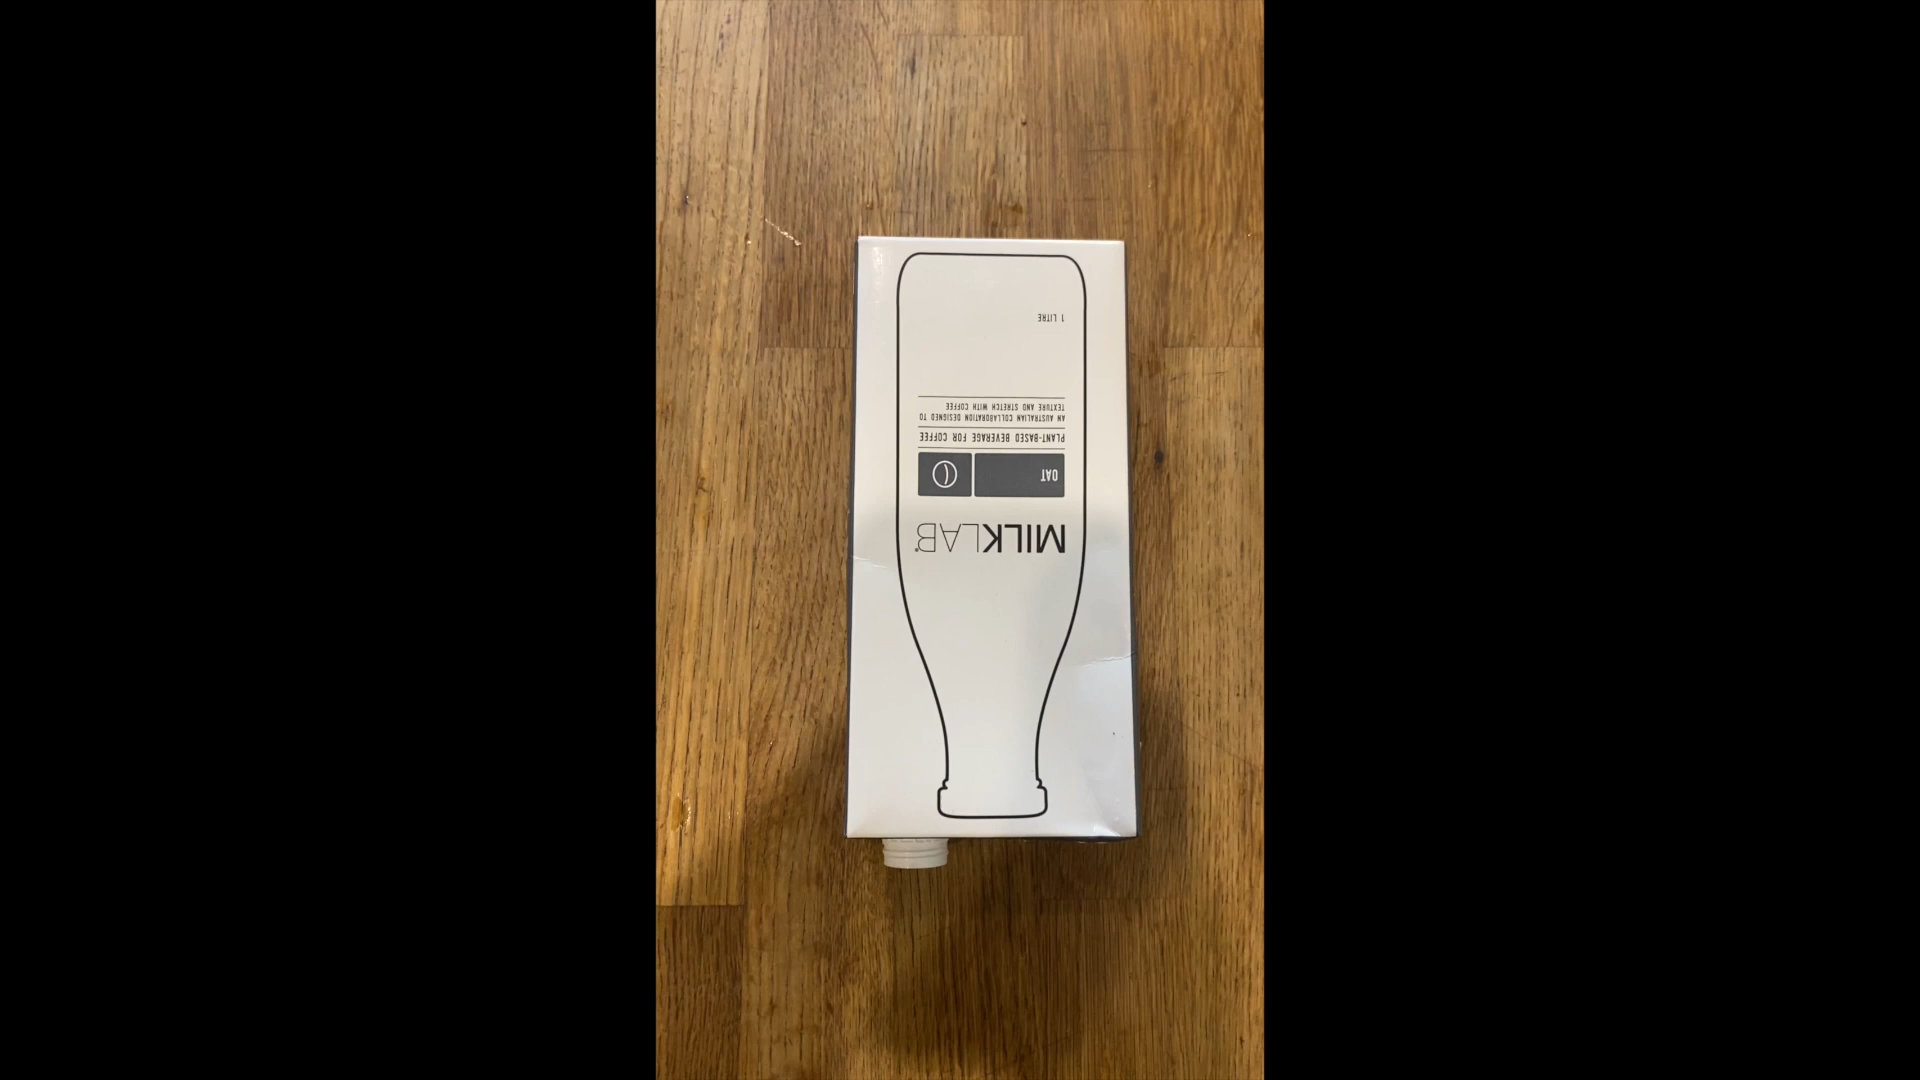 MILKLAB®
OAT
PLANT-BASED BEVERAGE FOR COFFEE
AN AUSTRALIAN COLLABORATION DESIGNED TO
TEXTURE AND STRETCH WITH COFFEE
1 LITRE